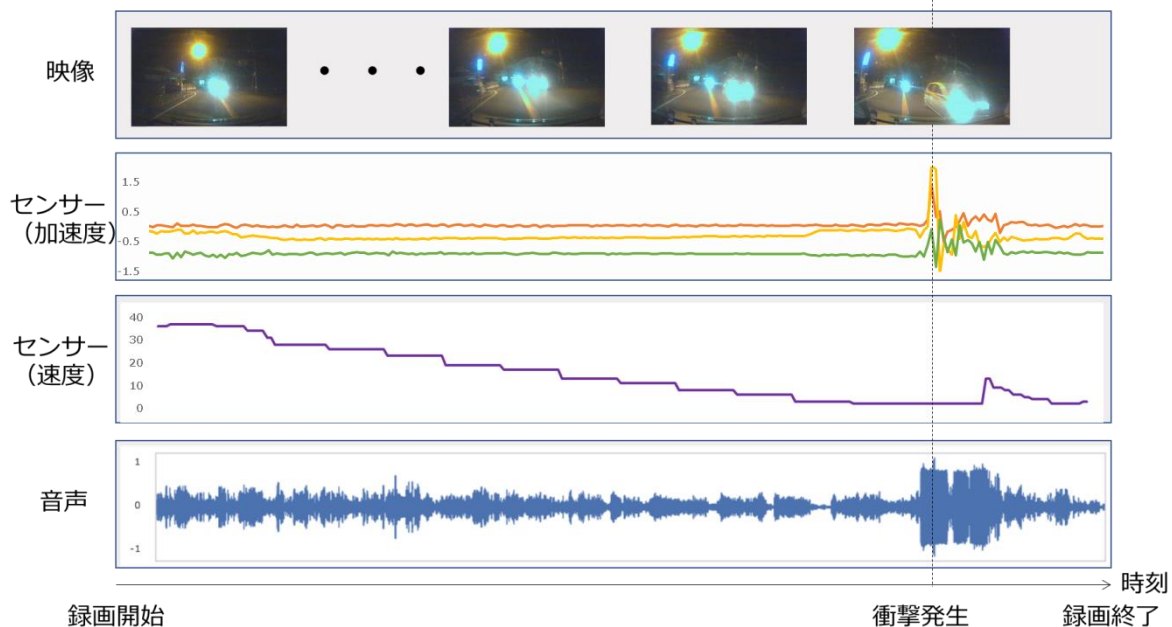 映像
センサー
（加速度）
1.5
0.5
-0.5
-1.5
センサー
（速度）
40
30
20
10
0
音声
1
0
-1
時刻
録画開始
衝撃発生
録画終了